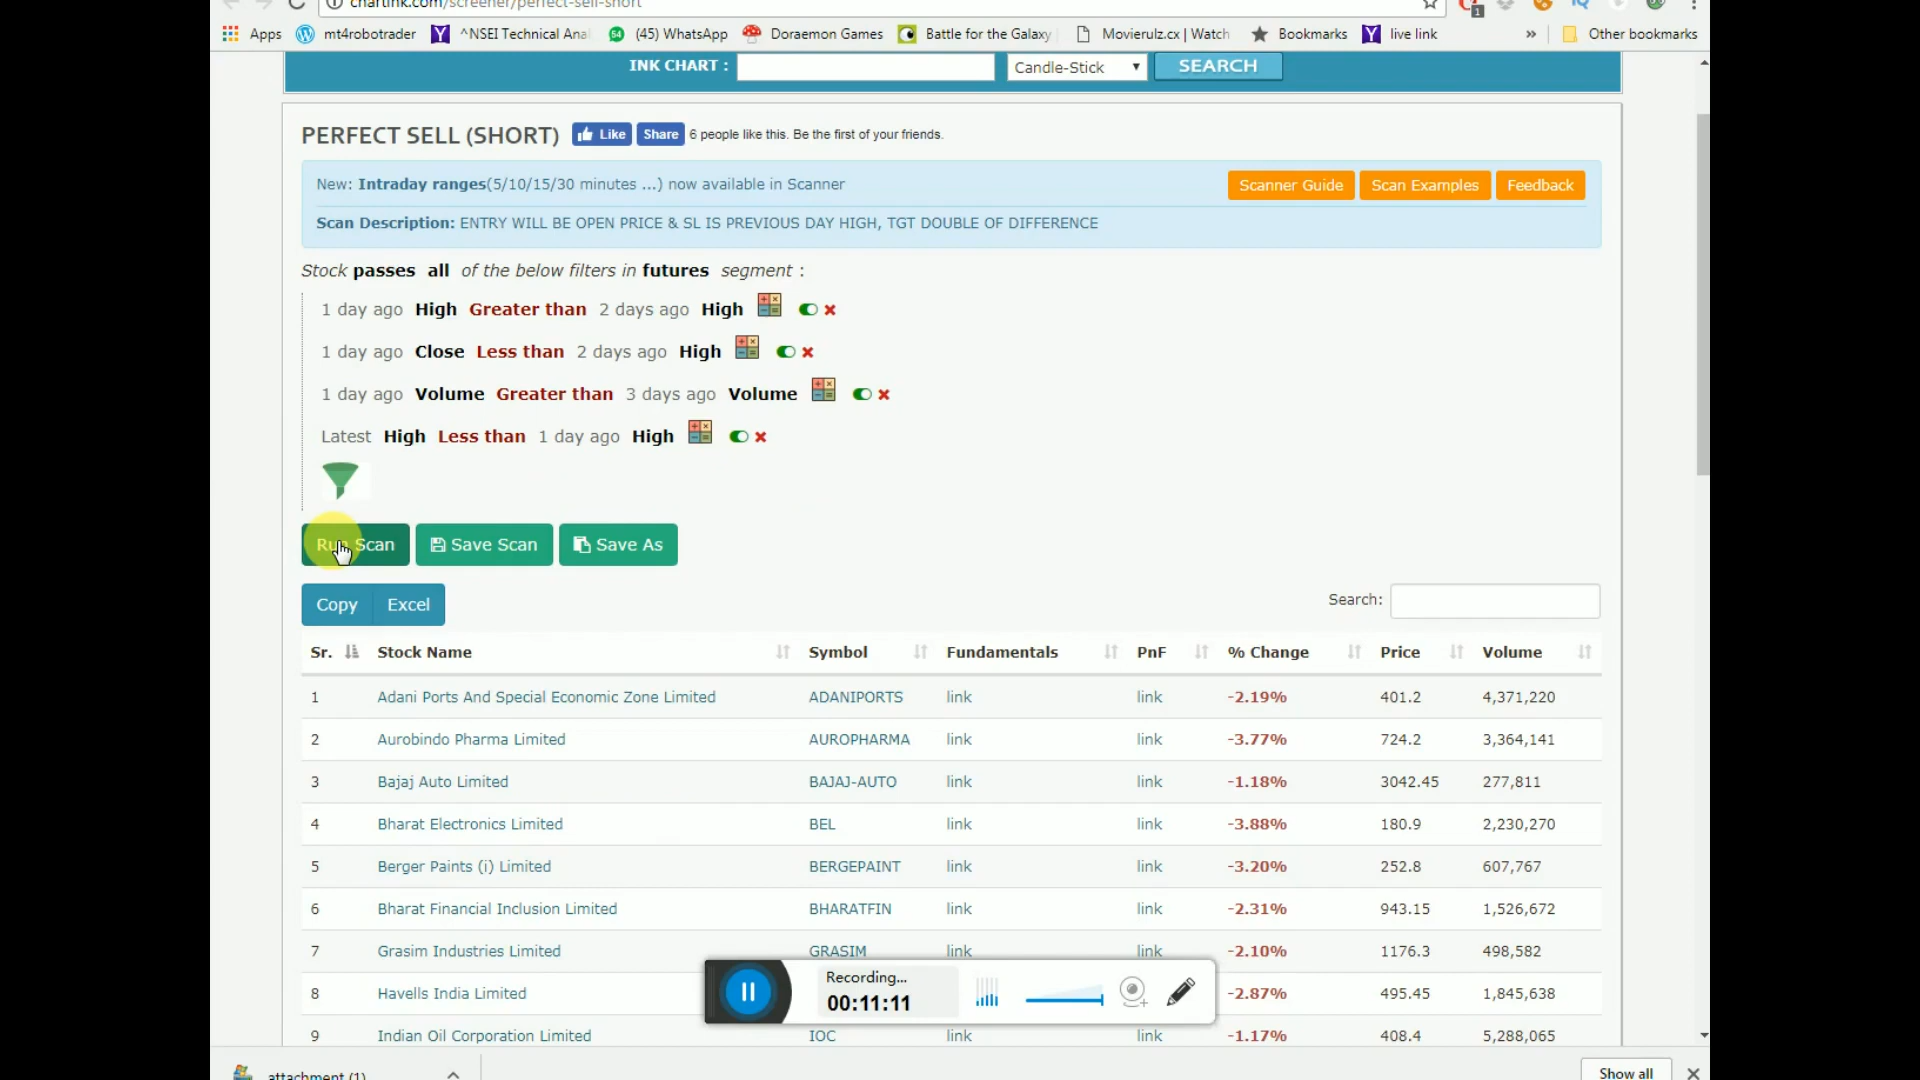 chartink.com/screener/perfect-sell-short
1
Apps mt4robotrader ^NSEI Technical Ana (45) WhatsApp Doraemon Games Battle for the Galaxy Movierulz.cx | Watch Bookmarks live link » Other bookmarks
INK CHART : Candle-Stick SEARCH
PERFECT SELL (SHORT) Like Share 6 people like this. Be the first of your friends.
New: Intraday ranges(5/10/15/30 minutes ...) now available in Scanner Scanner Guide Scan Examples Feedback
Scan Description: ENTRY WILL BE OPEN PRICE & SL IS PREVIOUS DAY HIGH, TGT DOUBLE OF DIFFERENCE
Stock passes all of the below filters in futures segment :
1 day ago High Greater than 2 days ago High
1 day ago Close Less than 2 days ago High
1 day ago Volume Greater than 3 days ago Volume
Latest High Less than 1 day ago High
Run Scan Save Scan Save As
Copy Excel Search:
Sr. Stock Name Symbol Fundamentals PnF % Change Price Volume
1 Adani Ports And Special Economic Zone Limited ADANIPORTS link link -2.19% 401.2 4,371,220
2 Aurobindo Pharma Limited AUROPHARMA link link -3.77% 724.2 3,364,141
3 Bajaj Auto Limited BAJAJ-AUTO link link -1.18% 3042.45 277,811
4 Bharat Electronics Limited BEL link link -3.88% 180.9 2,230,270
5 Berger Paints (i) Limited BERGEPAINT link link -3.20% 252.8 607,767
6 Bharat Financial Inclusion Limited BHARATFIN link link -2.31% 943.15 1,526,672
7 Grasim Industries Limited GRASIM link link -2.10% 1176.3 498,582
8 Havells India Limited -2.87% 495.45 1,845,638
Recording...
00:11:11
9 Indian Oil Corporation Limited IOC link link -1.17% 408.4 5,288,065
attachment (1) Show all